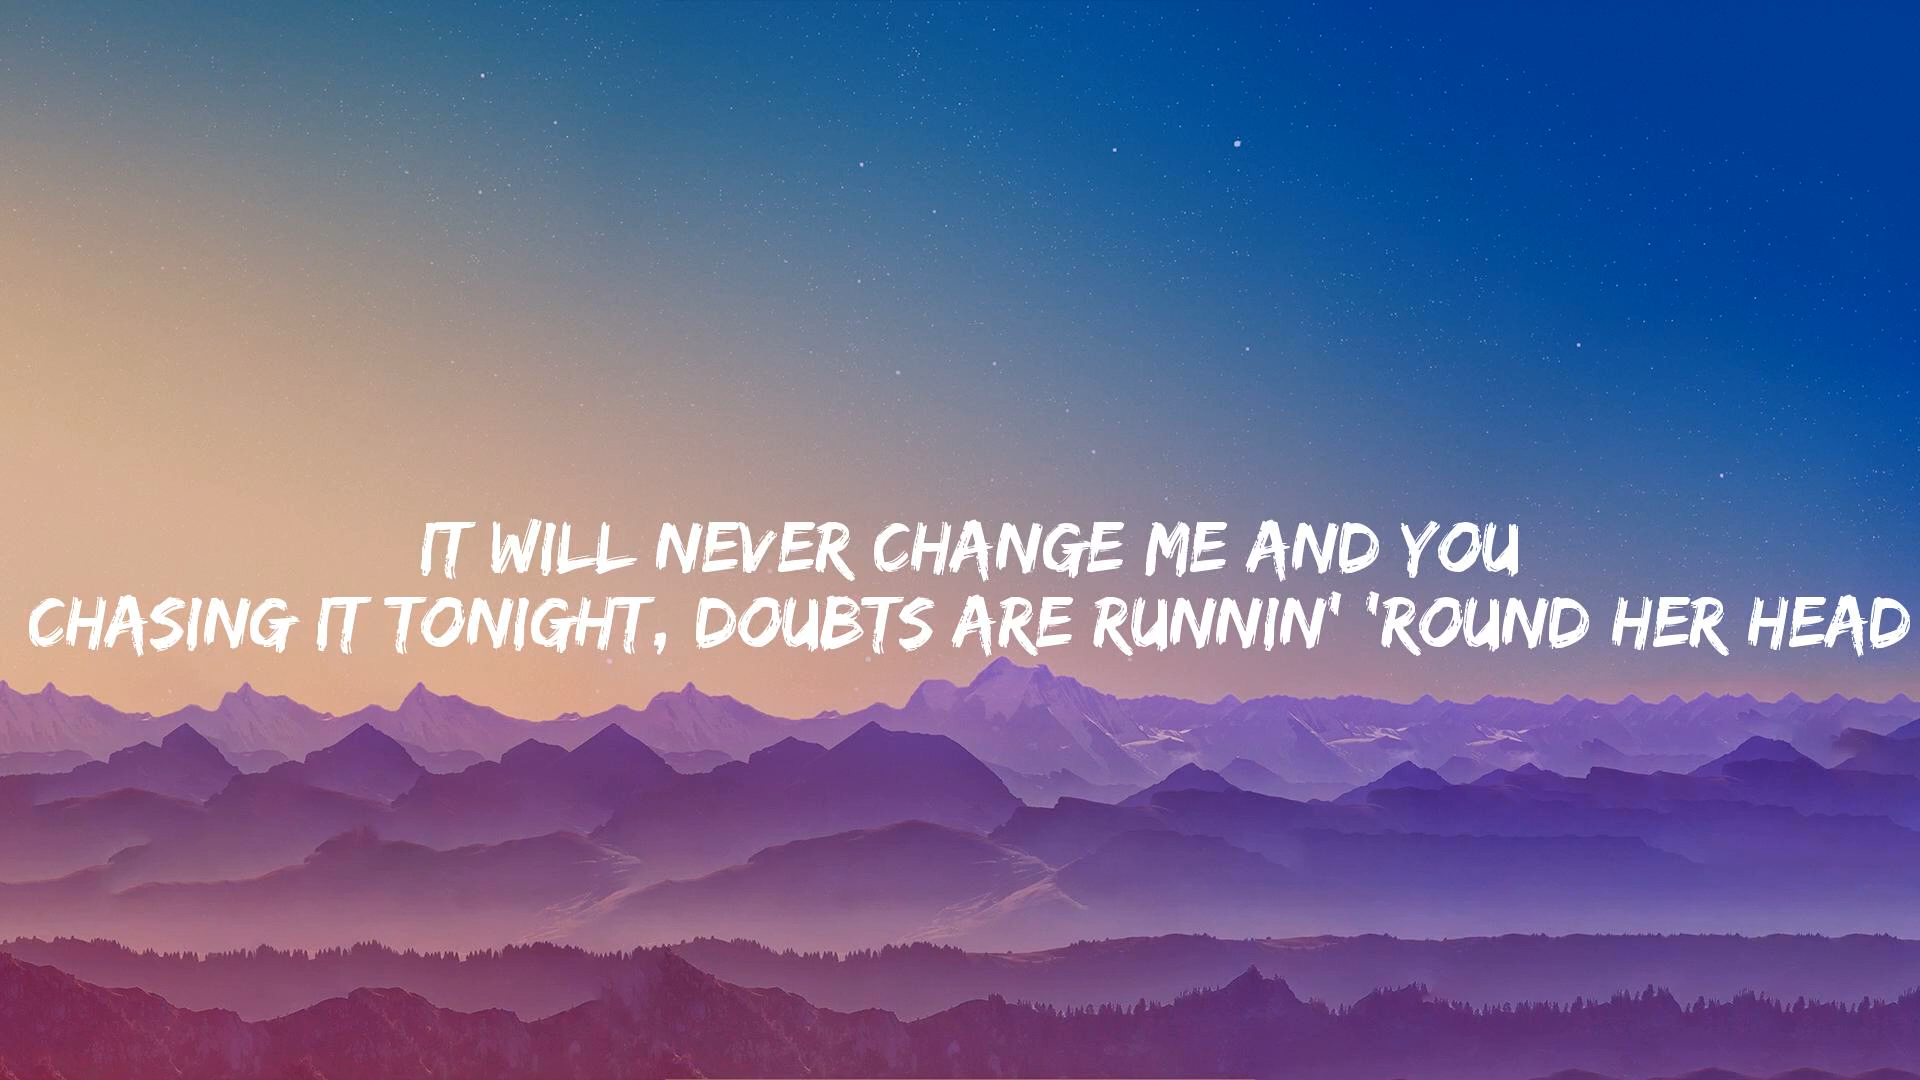 IT WILL NEVER CHANGE ME AND YOU
CHASING IT TONIGHT, DOUBTS ARE RUNNIN' 'ROUND HER HEAD